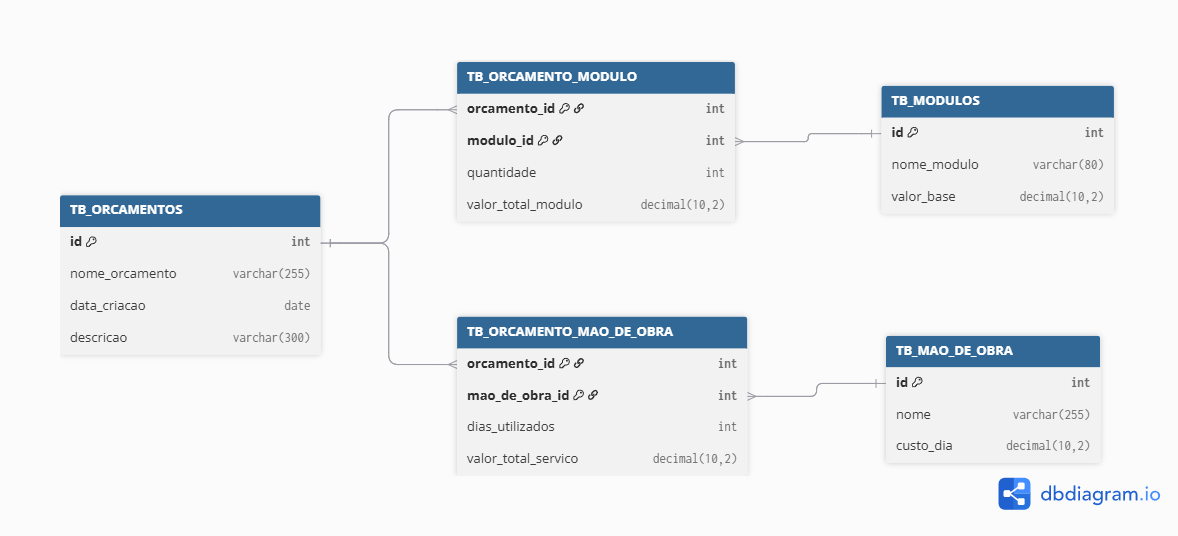 TB_ORCAMENTO_MODULO
orcamento_id int
modulo_id int
quantidade int
valor_total_modulo decimal(10,2)
TB_MODULOS
id int
nome_modulo varchar(80)
valor_base decimal(10,2)
TB_ORCAMENTOS
id int
nome_orcamento varchar(255)
data_criacao date
descricao varchar(300)
TB_ORCAMENTO_MAO_DE_OBRA
orcamento_id int
mao_de_obra_id int
dias_utilizados int
valor_total_servico decimal(10,2)
TB_MAO_DE_OBRA
id int
nome varchar(255)
custo_dia decimal(10,2)
dbdiagram.io